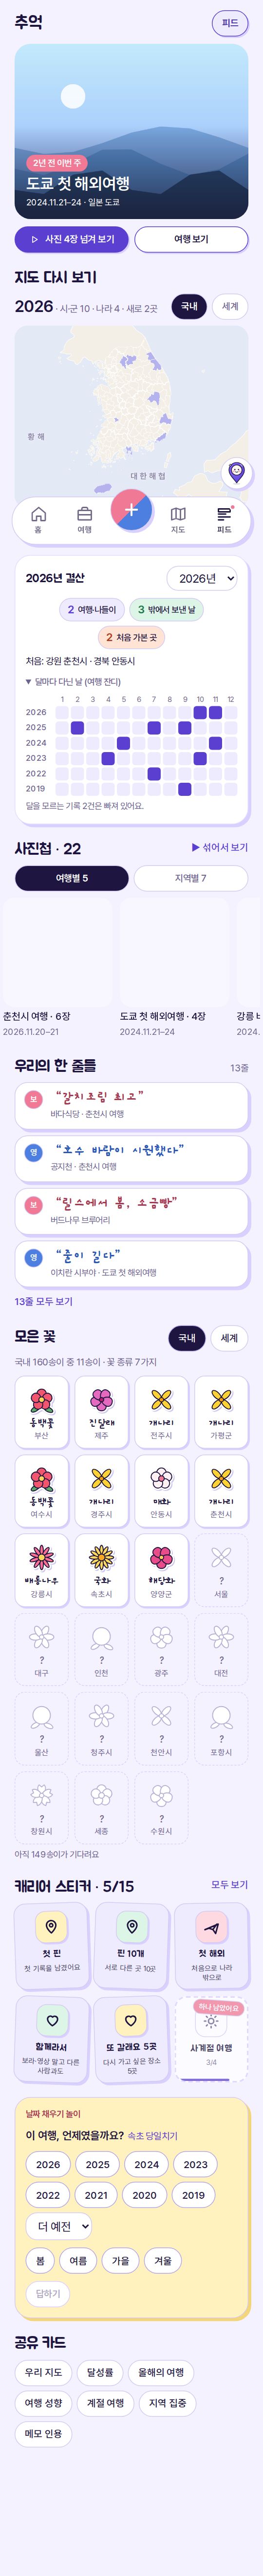 추억
피드
2년 전 이번 주
도쿄 첫 해외여행
2024.11.21–24 · 일본 도쿄
사진 4장 넘겨 보기
여행 보기
지도 다시 보기
2026 · 시·군 10 · 나라 4 · 새로 2곳
국내
세계
황 해
대 한 해 협
홈
여행
지도
피드
2026년 결산
2026년
2 여행·나들이
3 밖에서 보낸 날
2 처음 가본 곳
처음: 강원 춘천시 · 경북 안동시
▼ 달마다 다닌 날 (여행 잔디)
1 2 3 4 5 6 7 8 9 10 11 12
2026
2025
2024
2023
2022
2019
달을 모르는 기록 2건은 빠져 있어요.
사진첩 · 22
▶ 섞어서 보기
여행별 5
지역별 7
춘천시 여행 · 6장
2026.11.20–21
도쿄 첫 해외여행 · 4장
2024.11.21–24
강릉
2024.
우리의 한 줄들
13줄
보
“갈치조림 최고”
바다식당 · 춘천시 여행
영
“호수 바람이 시원했다”
공지천 · 춘천시 여행
보
“릴스에서 봄, 소금빵”
버드나무 브루어리
영
“줄이 길다”
이치란 시부야 · 도쿄 첫 해외여행
13줄 모두 보기
모은 꽃
국내
세계
국내 160송이 중 11송이 · 꽃 종류 7가지
동백꽃
부산
진달래
제주
개나리
전주시
개나리
가평군
동백꽃
여수시
개나리
경주시
매화
안동시
개나리
춘천시
배롱나무
강릉시
국화
속초시
해당화
양양군
?
서울
?
대구
?
인천
?
광주
?
대전
?
울산
?
청주시
?
천안시
?
포항시
?
창원시
?
세종
?
수원시
아직 149송이가 기다려요
캐리어 스티커 · 5/15
모두 보기
첫 핀
첫 기록을 남겼어요
핀 10개
서로 다른 곳 10곳
첫 해외
처음으로 나라
밖으로
함께라서
보라·영상 말고 다른
사람과도
또 갈래요 5곳
다시 가고 싶은 장소
5곳
하나 남았어요
사계절 여행
3/4
날짜 채우기 놀이
이 여행, 언제였을까요? 속초 당일치기
2026
2025
2024
2023
2022
2021
2020
2019
더 예전
봄
여름
가을
겨울
답하기
공유 카드
우리 지도
달성률
올해의 여행
여행 성향
계절 여행
지역 집중
메모 인용